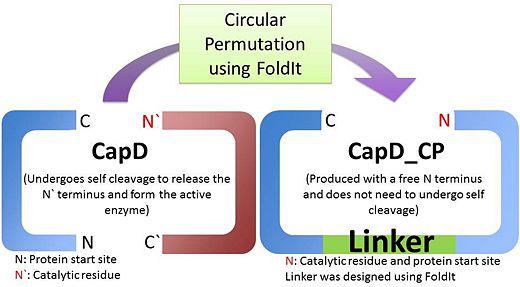 Circular
Permutation
using FoldIt
C N`
CapD
(Undergoes self cleavage to release the
N` terminus and form the active
enzyme)
N C`
N: Protein start site
N`: Catalytic residue
C N
CapD_CP
(Produced with a free N terminus
and does not need to undergo self
cleavage)
Linker
N: Catalytic residue and protein start site
Linker was designed using FoldIt